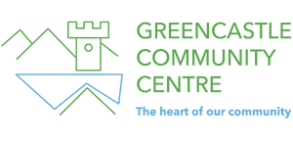 GREENCASTLE
COMMUNITY
CENTRE
The heart of our community